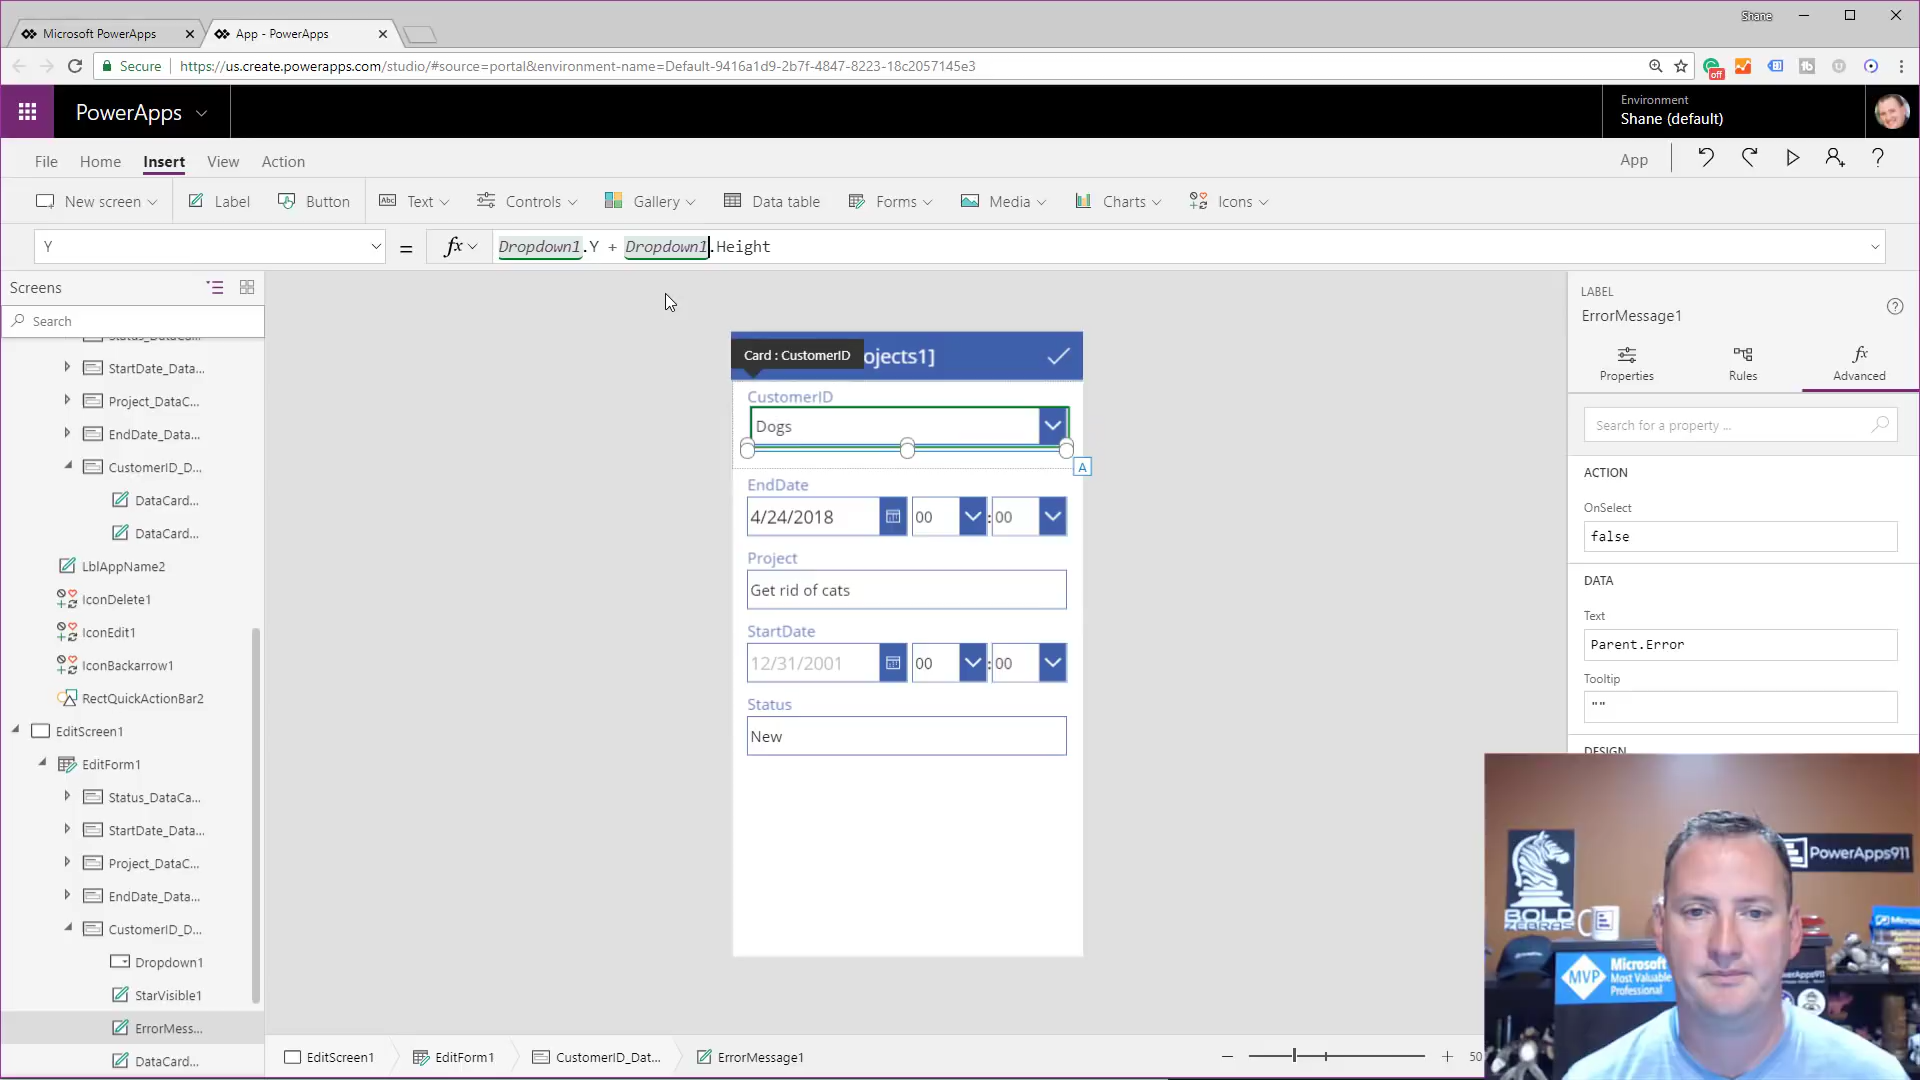 Microsoft PowerApps
App - PowerApps
Shane
Secure
https://us.create.powerapps.com/studio/#source=portal&environment-name=Default-9416a1d9-2b7f-4847-8223-18c2057145e3
off
PowerApps
Environment
Shane (default)
File
Home
Insert
View
Action
App
New screen
Label
Button
Abc
Text
Controls
Gallery
Data table
Forms
Media
Charts
Icons
Y
=
fx
Dropdown1.Y + Dropdown1.Height
Screens
Search
StartDate_Data...
Project_DataC...
EndDate_Data...
CustomerID_D...
DataCard...
DataCard...
LblAppName2
IconDelete1
IconEdit1
IconBackarrow1
RectQuickActionBar2
EditScreen1
EditForm1
Status_DataCa...
StartDate_Data...
Project_DataC...
EndDate_Data...
CustomerID_D...
Dropdown1
StarVisible1
ErrorMess...
DataCard...
Card : CustomerID
ojects1]
CustomerID
Dogs
A
EndDate
4/24/2018
00
:
00
Project
Get rid of cats
StartDate
12/31/2001
00
:
00
Status
New
LABEL
ErrorMessage1
Properties
Rules
fx
Advanced
Search for a property ...
ACTION
OnSelect
false
DATA
Text
Parent.Error
Tooltip
""
DESIGN
PowerApps911
BOLD
ZEBRAS
MVP
Microsoft
Most Valuable
Professional
EditScreen1
EditForm1
CustomerID_Dat...
ErrorMessage1
50